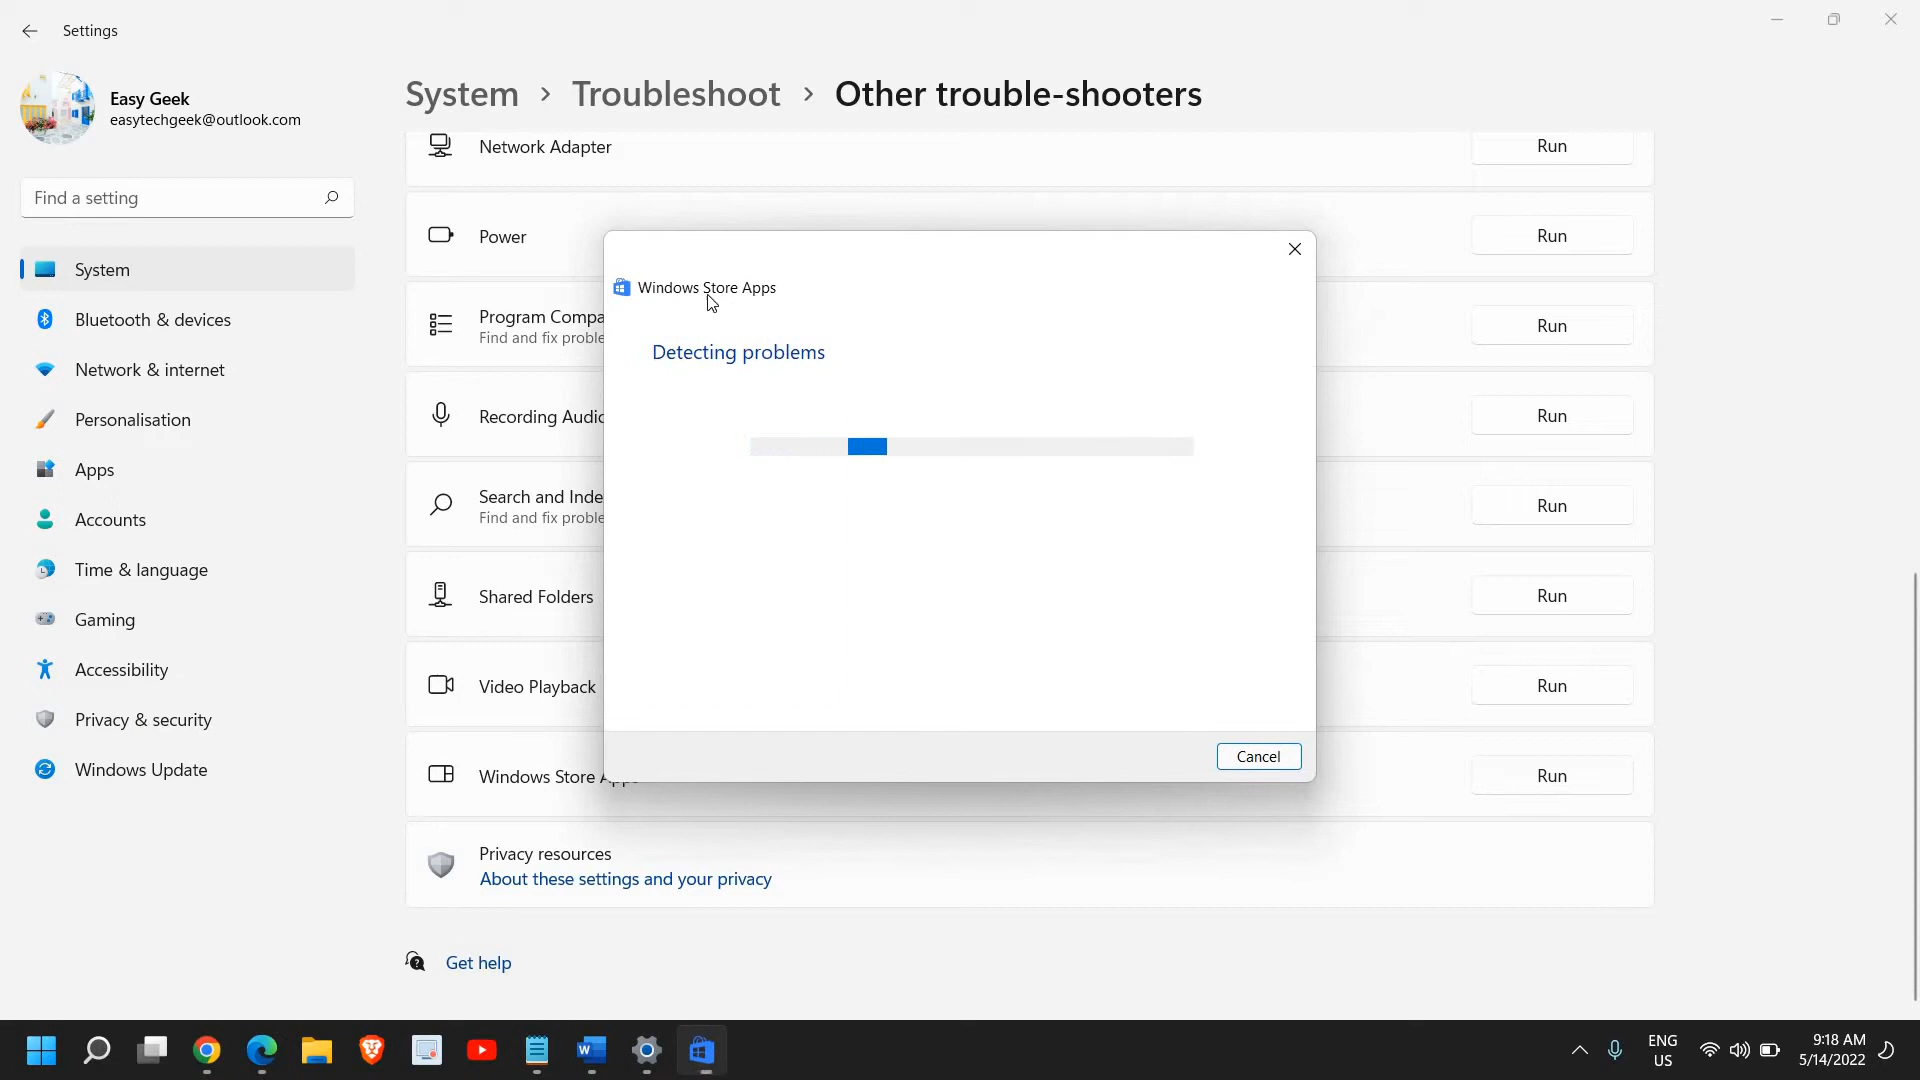 Settings
Easy Geek
easytechgeek@outlook.com
Find a setting
System
Bluetooth & devices
Network & internet
Personalisation
Apps
Accounts
Time & language
Gaming
Accessibility
Privacy & security
Windows Update
System > Troubleshoot > Other trouble-shooters
Network Adapter
Run
Power
Run
Program Compa
Find and fix proble
Run
Recording Audio
Run
Search and Inde
Find and fix proble
Run
Shared Folders
Run
Video Playback
Run
Windows Store Apps
Run
Privacy resources
About these settings and your privacy
Get help
Windows Store Apps
Detecting problems
Cancel
ENG
US
9:18 AM
5/14/2022